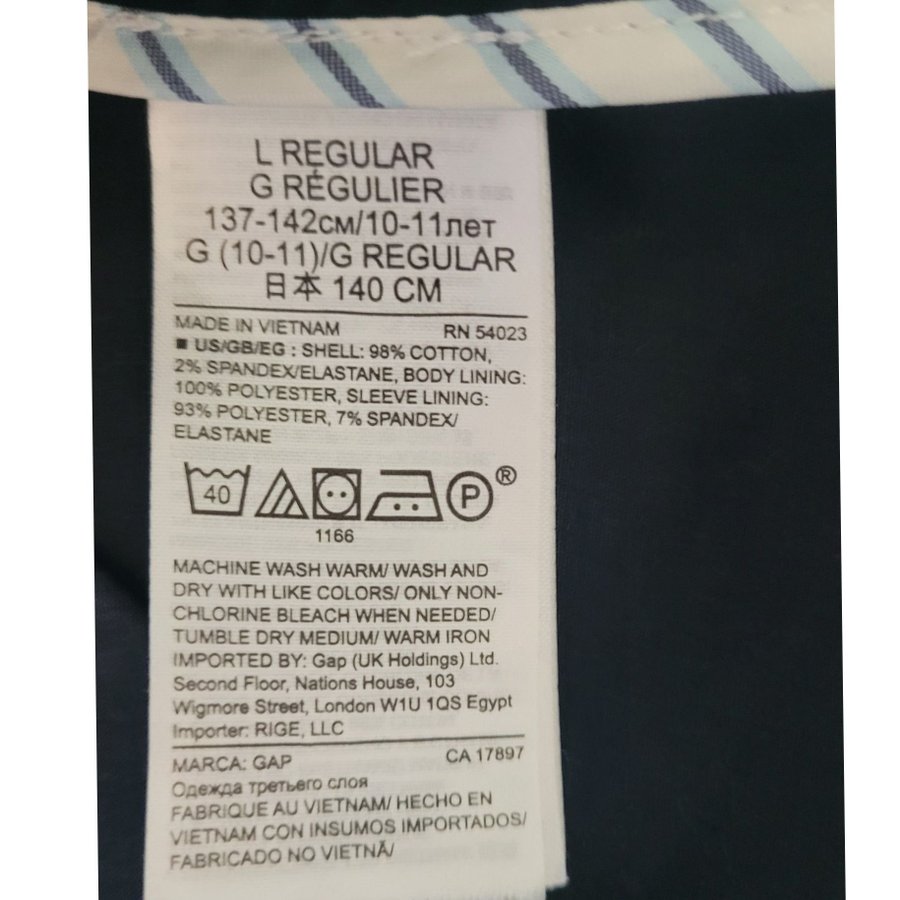 L REGULAR
G RÉGULIER
137-142см/10-11лет
G (10-11)/G REGULAR
日本 140 CM
MADE IN VIETNAM RN 54023
■ US/GB/EG : SHELL: 98% COTTON,
2% SPANDEX/ELASTANE, BODY LINING:
100% POLYESTER, SLEEVE LINING:
93% POLYESTER, 7% SPANDEX/
ELASTANE
40 P ®
1166
MACHINE WASH WARM/ WASH AND
DRY WITH LIKE COLORS/ ONLY NON-
CHLORINE BLEACH WHEN NEEDED/
TUMBLE DRY MEDIUM/ WARM IRON
IMPORTED BY: Gap (UK Holdings) Ltd.
Second Floor, Nations House, 103
Wigmore Street, London W1U 1QS Egypt
Importer: RIGE, LLC
MARCA: GAP CA 17897
Одежда третьего слоя
FABRIQUE AU VIETNAM/ HECHO EN
VIETNAM CON INSUMOS IMPORTADOS/
FABRICADO NO VIETNÃ/